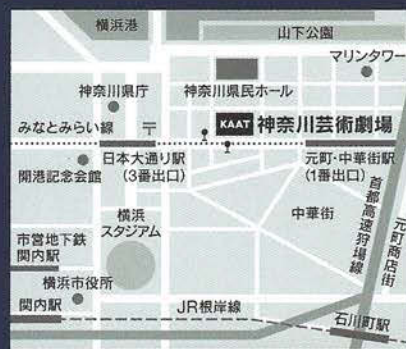 横浜港
山下公園
マリンタワー
神奈川県庁
神奈川県民ホール
みなとみらい線
〒
KAAT 神奈川芸術劇場
開港記念会館
日本大通り駅
(3番出口)
元町・中華街駅
(1番出口)
横浜
スタジアム
中華街
首都高速狩場線
元町商店街
市営地下鉄
関内駅
横浜市役所
関内駅
JR根岸線
石川町駅